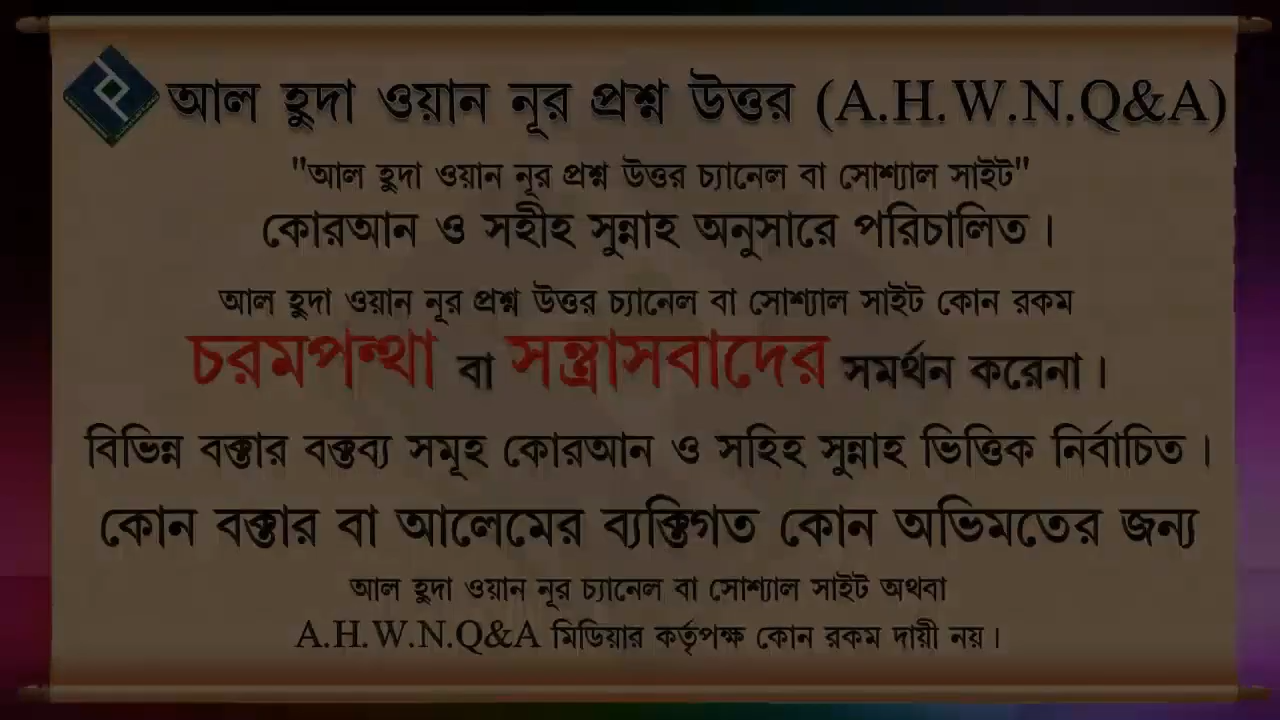 আল হুদা ওয়ান নূর প্রশ্ন উত্তর (A.H.W.N.Q&A)
"আল হুদা ওয়ান নূর প্রশ্ন উত্তর চ্যানেল বা সোশ্যাল সাইট"
কোরআন ও সহীহ সুন্নাহ অনুসারে পরিচালিত ।
আল হুদা ওয়ান নূর প্রশ্ন উত্তর চ্যানেল বা সোশ্যাল সাইট কোন রকম
চরমপন্থা বা সন্ত্রাসবাদের সমর্থন করেনা ।
বিভিন্ন বক্তার বক্তব্য সমূহ কোরআন ও সহিহ সুন্নাহ ভিত্তিক নির্বাচিত ।
কোন বক্তার বা আলেমের ব্যক্তিগত কোন অভিমতের জন্য
আল হুদা ওয়ান নূর চ্যানেল বা সোশ্যাল সাইট অথবা
A.H.W.N.Q&A মিডিয়ার কর্তৃপক্ষ কোন রকম দায়ী নয় ।